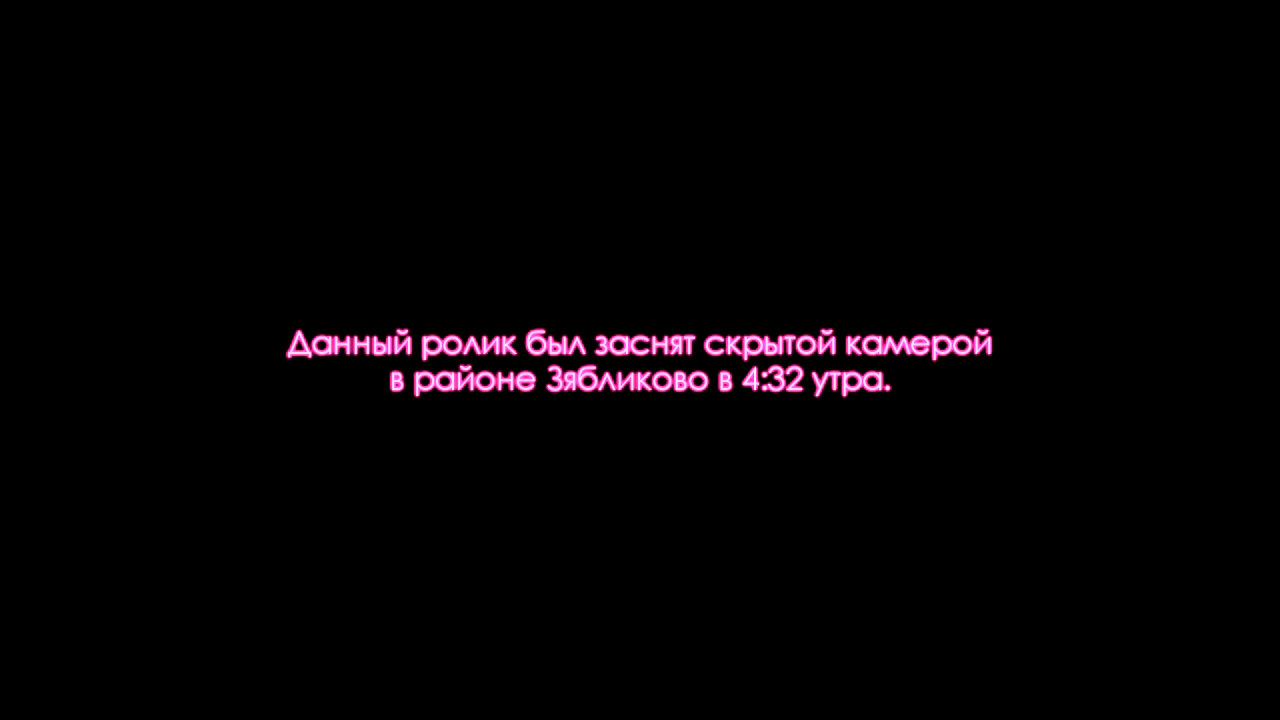 Данный ролик был заснят скрытой камерой
в районе Зябликово в 4:32 утра.